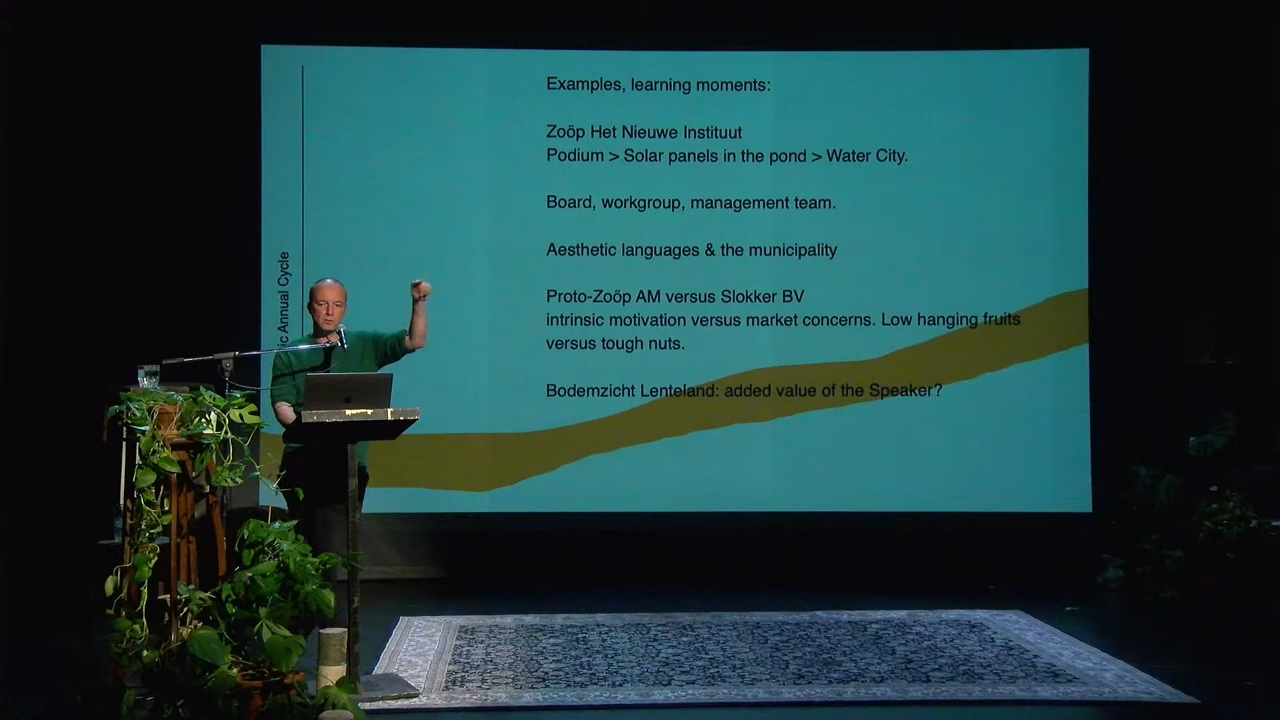 Examples, learning moments:
Zoöp Het Nieuwe Instituut
Podium > Solar panels in the pond > Water City.
Board, workgroup, management team.
Aesthetic languages & the municipality
Proto-Zoöp AM versus Slokker BV
intrinsic motivation versus market concerns. Low hanging fruits
versus tough nuts.
Bodemzicht Lenteland: added value of the Speaker?
Annual Cycle